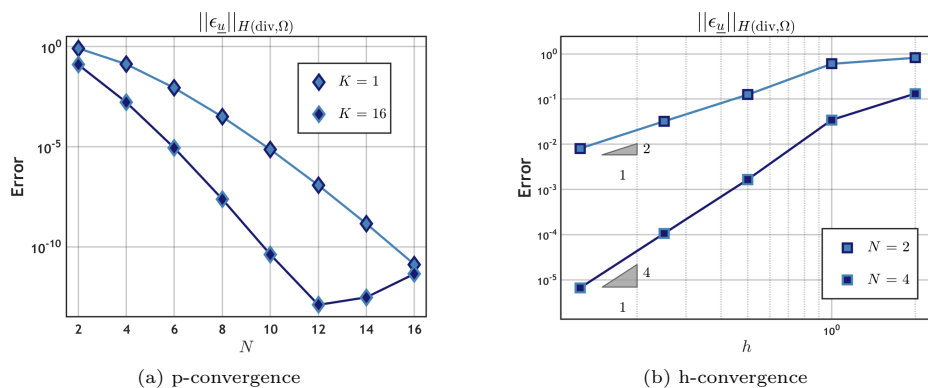 ||ϵ_u||_{H(div,Ω)}
10^0
10^{-5}
10^{-10}
Error
K = 1
K = 16
2 4 6 8 10 12 14 16
N
(a) p-convergence
||ϵ_u||_{H(div,Ω)}
10^0
10^{-1}
10^{-2}
10^{-3}
10^{-4}
10^{-5}
Error
2
1
4
1
N = 2
N = 4
10^0
h
(b) h-convergence